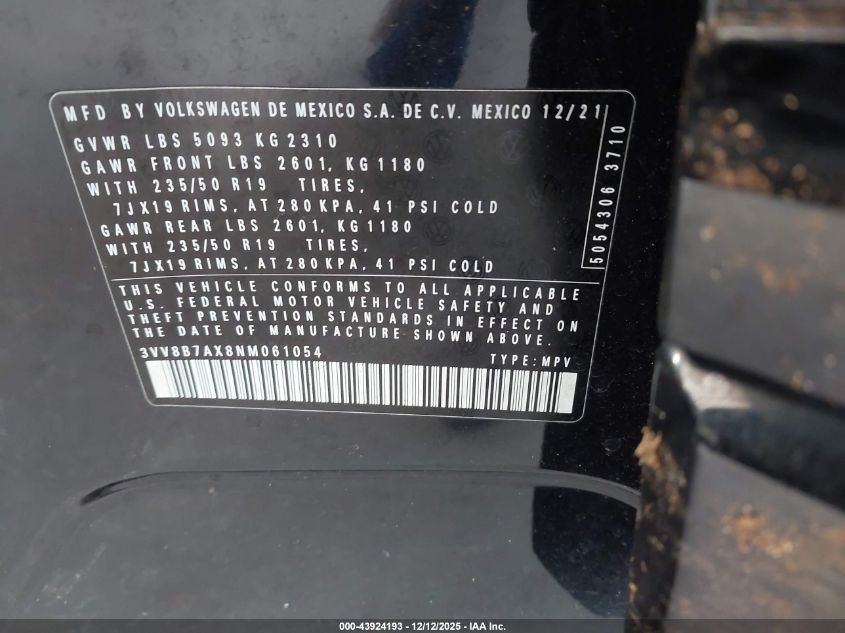 MFD BY VOLKSWAGEN DE MEXICO S.A. DE C.V. MEXICO 12/21
GVWR LBS 5093 KG 2310
GAWR FRONT LBS 2601, KG 1180
WITH 235/50 R19 TIRES,
7JX19 RIMS, AT 280 KPA, 41 PSI COLD
GAWR REAR LBS 2601, KG 1180
WITH 235/50 R19 TIRES,
7JX19 RIMS, AT 280 KPA, 41 PSI COLD
5054306 3710
THIS VEHICLE CONFORMS TO ALL APPLICABLE
U.S. FEDERAL MOTOR VEHICLE SAFETY AND
THEFT PREVENTION STANDARDS IN EFFECT ON
THE DATE OF MANUFACTURE SHOWN ABOVE.
3VV8B7AX8NM061054 TYPE: MPV
000-43924193 - 12/12/2025 - IAA Inc.